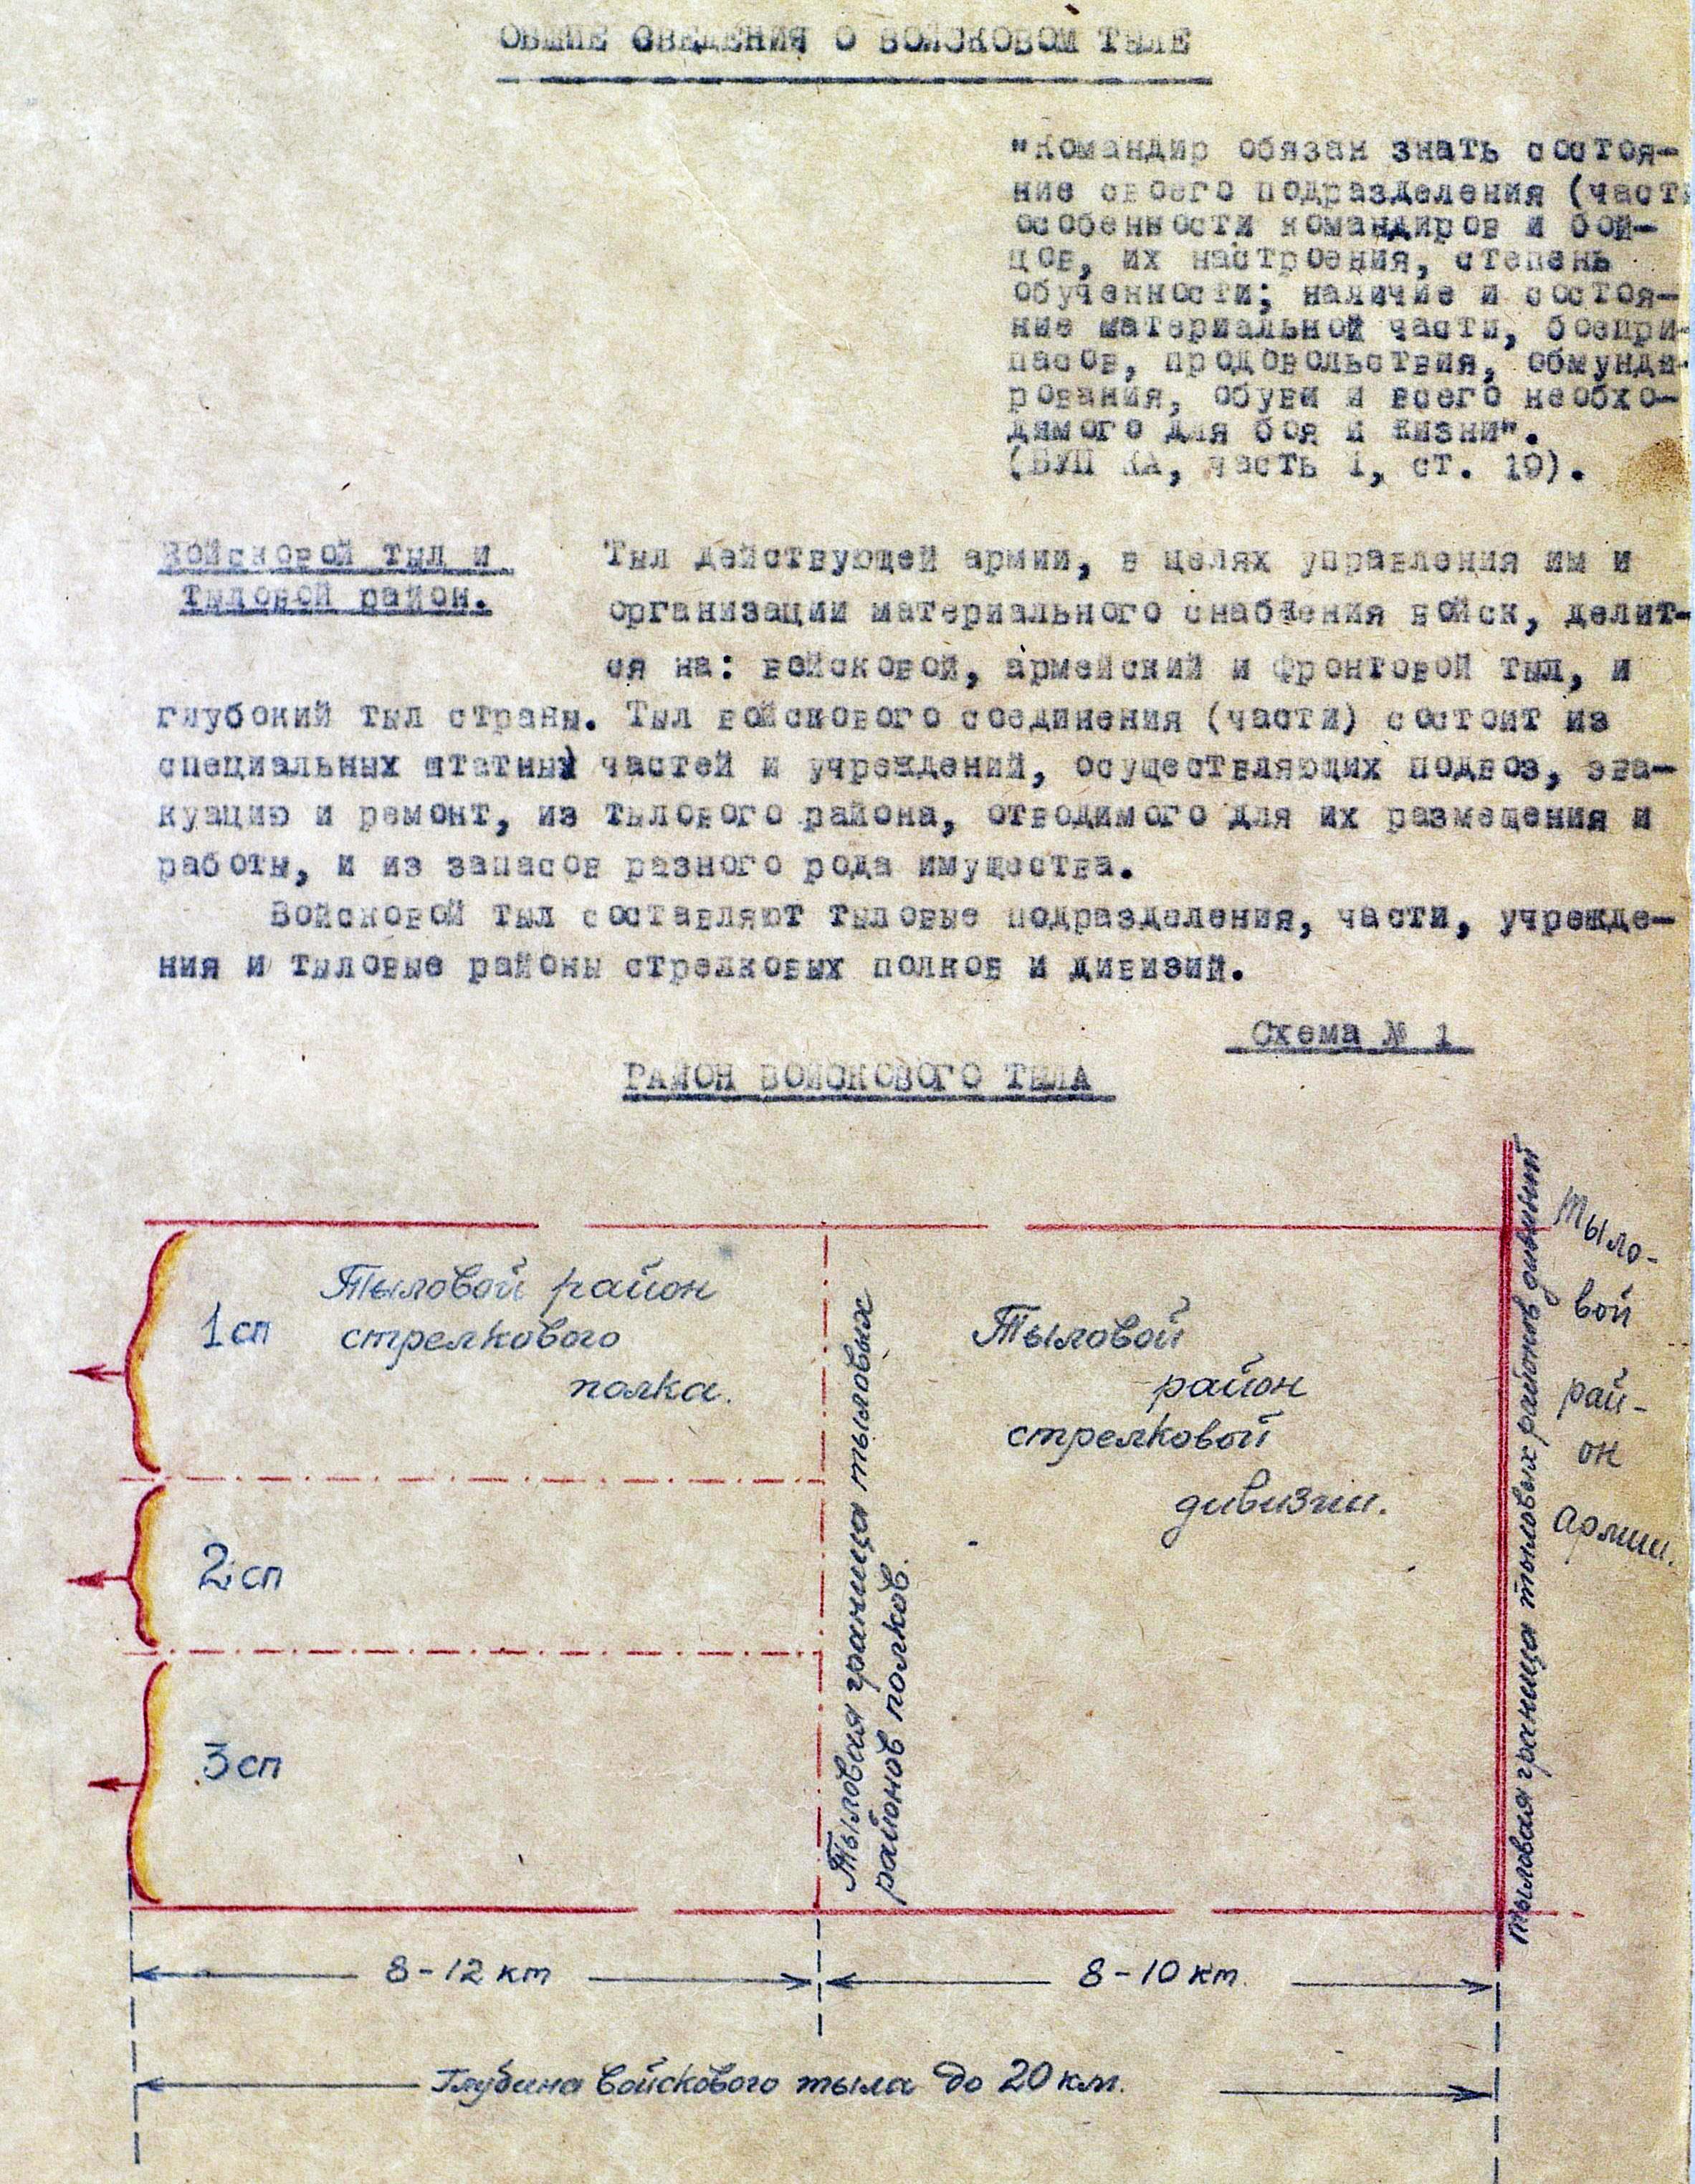 ОБЩИЕ СВЕДЕНИЯ О ВОЙСКОВОМ ТЫЛЕ
"Командир обязан знать состоя-
ние своего подразделения (част
особенности командиров и бой-
цов, их настроения, степень
обученности; наличие и состоя-
ние материальной части, боепри-
пасов, продовольствия, обмунди-
рования, обуви и всего необхо-
димого для боя и жизни".
(БУП КА, часть 1, ст. 19).
Войсковой тыл и
тыловой район.
Тыл действующей армии, в целях управления им и
организации материального снабжения войск, делит-
ся на: войсковой, армейский и фронтовой тыл, и
глубокий тыл страны. Тыл войскового соединения (части) состоит из
специальных штатных частей и учреждений, осуществляющих подвоз, эва-
куацию и ремонт, из тылового района, отводимого для их размещения и
работы, и из запасов разного рода имущества.
Войсковой тыл составляют тыловые подразделения, части, учрежде-
ния и тыловые районы стрелковых полков и дивизий.
Схема № 1
РАЙОН ВОЙСКОВОГО ТЫЛА
1 сп
Тыловой район
стрелкового
полка.
2 сп
3 сп
Тыловая граница тыловых
районов полков.
Тыловой
район
стрелковой
дивизии.
тыловая граница тыловых районов дивизий
Тыло-
вой
рай-
он
армии.
8-12 км
8-10 км.
Глубина войскового тыла до 20 км.